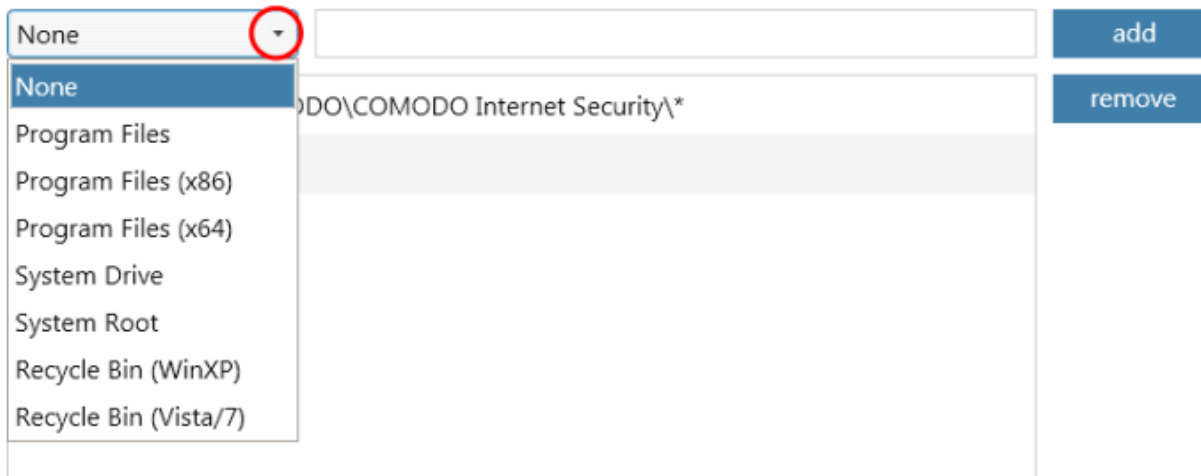 None
add
None
DO\COMODO Internet Security\*
remove
Program Files
Program Files (x86)
Program Files (x64)
System Drive
System Root
Recycle Bin (WinXP)
Recycle Bin (Vista/7)